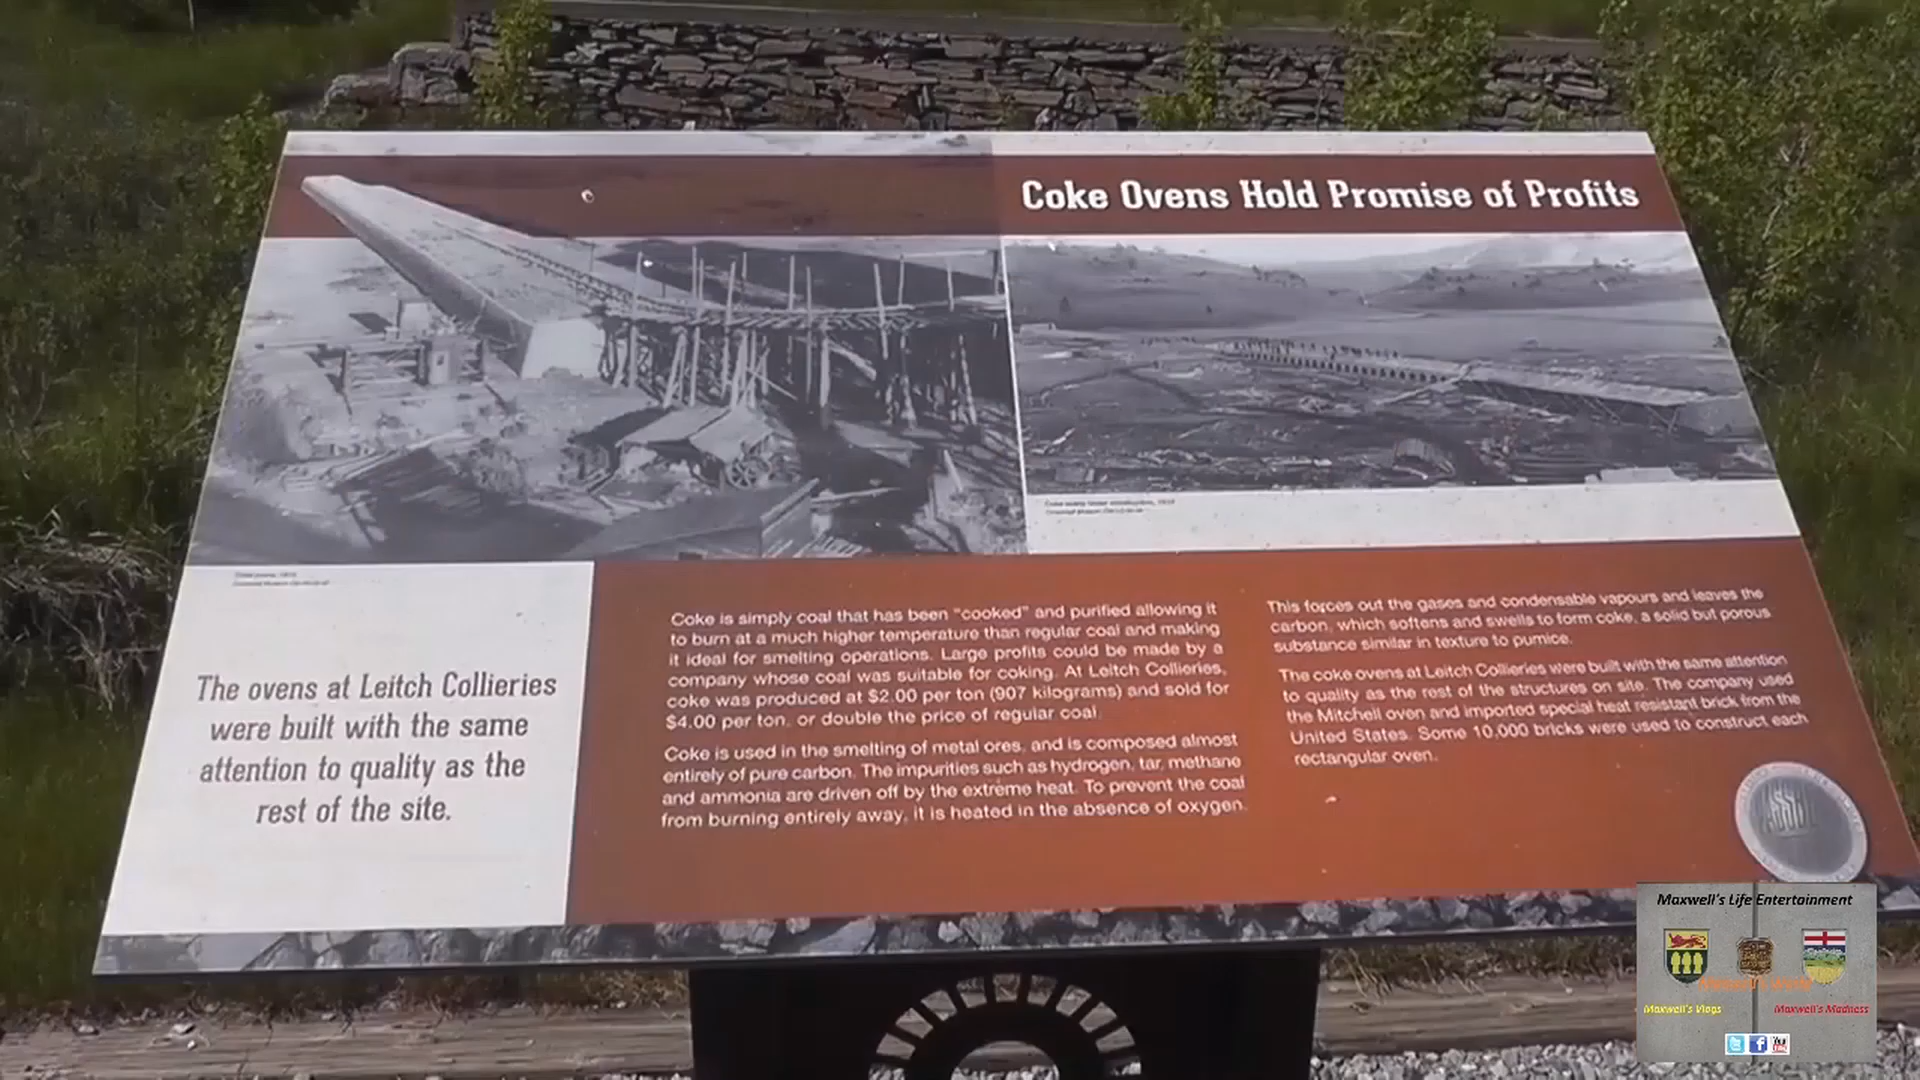 Coke Ovens Hold Promise of Profits
The ovens at Leitch Collieries
were built with the same
attention to quality as the
rest of the site.
Coke is simply coal that has been "cooked" and purified allowing it
to burn at a much higher temperature than regular coal and making
it ideal for smelting operations. Large profits could be made by a
company whose coal was suitable for coking. At Leitch Collieries,
coke was produced at $2.00 per ton (907 kilograms) and sold for
$4.00 per ton, or double the price of regular coal.
Coke is used in the smelting of metal ores, and is composed almost
entirely of pure carbon. The impurities such as hydrogen, tar, methane
and ammonia are driven off by the extreme heat. To prevent the coal
from burning entirely away, it is heated in the absence of oxygen.
This forces out the gases and condensable vapours and leaves the
carbon, which softens and swells to form coke, a solid but porous
substance similar in texture to pumice.
The coke ovens at Leitch Collieries were built with the same attention
to quality as the rest of the structures on site. The company used
the Mitchell oven and imported special heat resistant brick from the
United States. Some 10,000 bricks were used to construct each
rectangular oven.
Maxwell's Life Entertainment
Maxwell's Vlogs
Maxwell's Madness